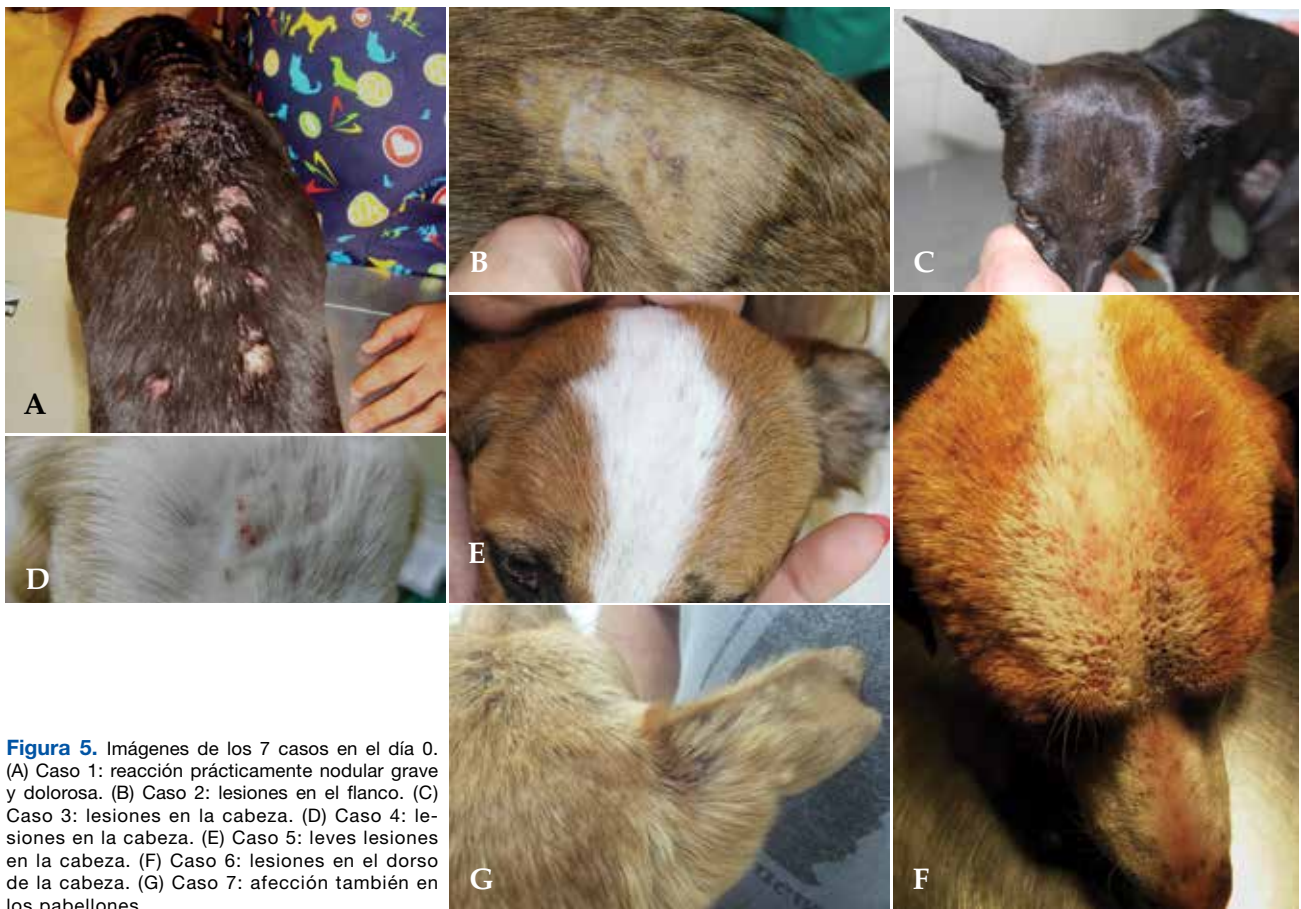 A
B
C
D
E
F
G
Figura 5. Imágenes de los 7 casos en el día 0.
(A) Caso 1: reacción prácticamente nodular grave
y dolorosa. (B) Caso 2: lesiones en el flanco. (C)
Caso 3: lesiones en la cabeza. (D) Caso 4: le-
siones en la cabeza. (E) Caso 5: leves lesiones
en la cabeza. (F) Caso 6: lesiones en el dorso
de la cabeza. (G) Caso 7: afección también en
los pabellones.